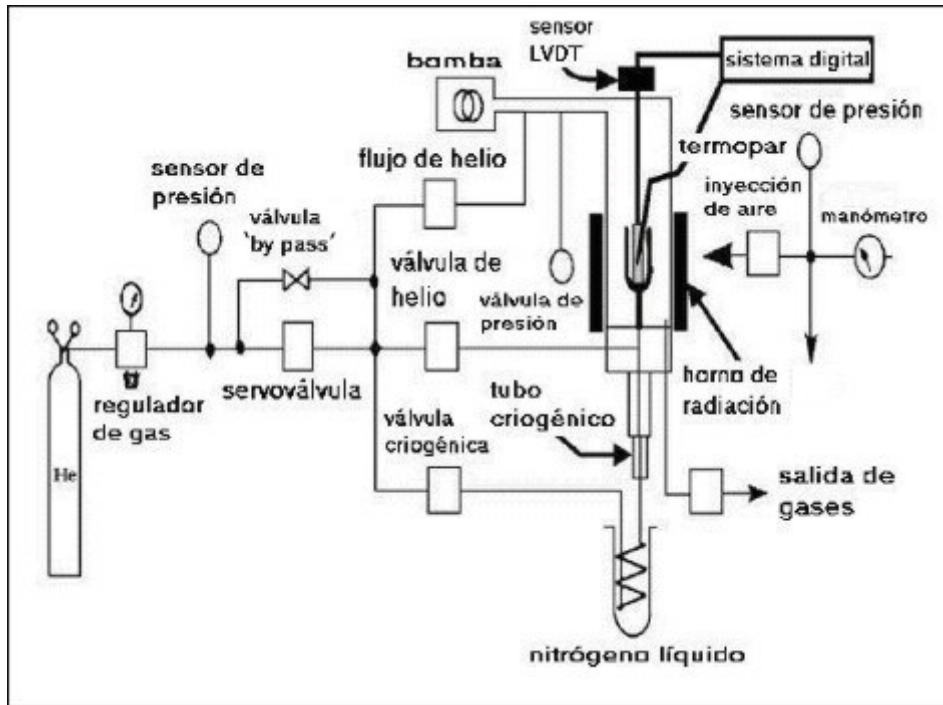 sensor
LVDT
sistema digital
bamba
sensor de presión
termopar
flujo de helio
sensor de
presión
inyección
de aire
manómetro
válvula
'by pass'
válvula de
helio
válvula de
presión
servoválvula
regulador
de gas
horno de
radiación
tubo
criogénico
válvula
criogénica
He
salida de
gases
nitrógeno líquido